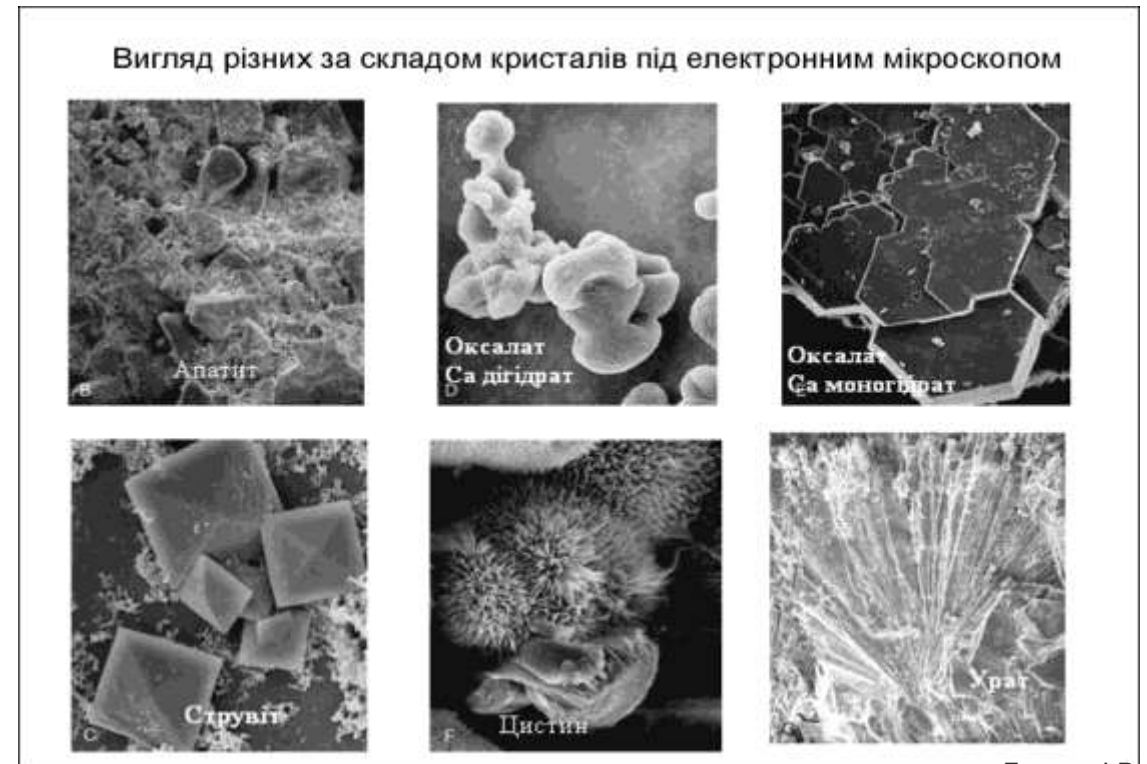 Вигляд різних за складом кристалів під електронним мікроскопом
Апатит
B
Оксалат
Са дігідрат
D
Оксалат
Са моногідрат
E
Струвіт
C
Цистин
F
Урат